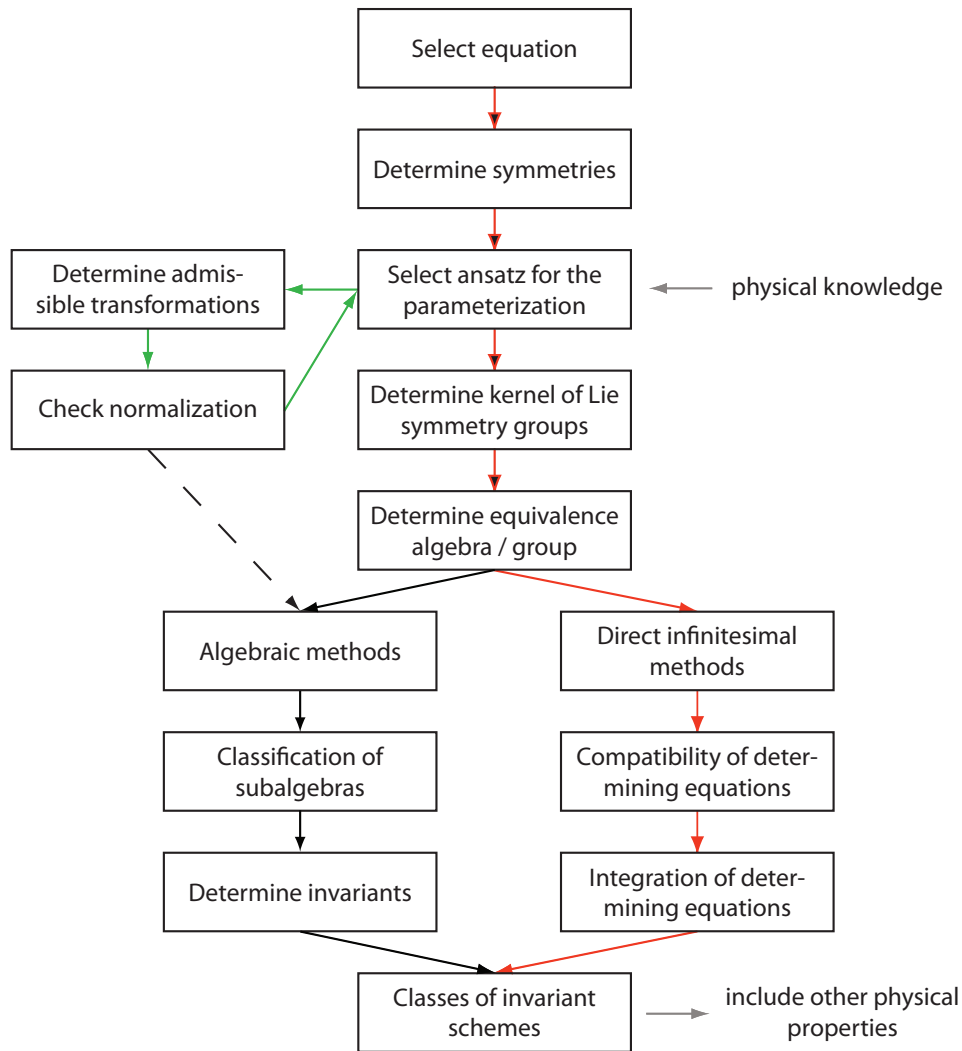 Select equation
Determine symmetries
Determine admis-
sible transformations
Select ansatz for the
parameterization
physical knowledge
Check normalization
Determine kernel of Lie
symmetry groups
Determine equivalence
algebra / group
Algebraic methods
Direct infinitesimal
methods
Classification of
subalgebras
Compatibility of deter-
mining equations
Determine invariants
Integration of deter-
mining equations
Classes of invariant
schemes
include other physical
properties